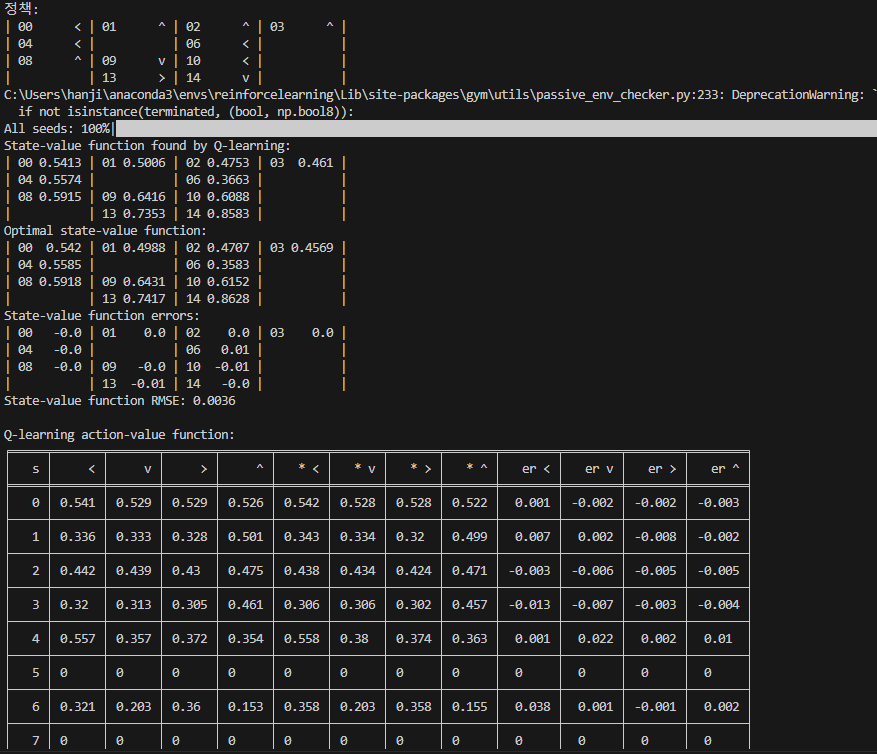 정책:
| 00      < | 01      ^ | 02      ^ | 03      ^ |
| 04      < |           | 06      < |           |
| 08      ^ | 09      v | 10      < |           |
|           | 13      > | 14      v |           |
C:\Users\hanji\anaconda3\envs\reinforcelearning\Lib\site-packages\gym\utils\passive_env_checker.py:233: DeprecationWarning: `
  if not isinstance(terminated, (bool, np.bool8)):
All seeds: 100%|
State-value function found by Q-learning:
| 00 0.5413 | 01 0.5006 | 02 0.4753 | 03  0.461 |
| 04 0.5574 |           | 06 0.3663 |           |
| 08 0.5915 | 09 0.6416 | 10 0.6088 |           |
|           | 13 0.7353 | 14 0.8583 |           |
Optimal state-value function:
| 00  0.542 | 01 0.4988 | 02 0.4707 | 03 0.4569 |
| 04 0.5585 |           | 06 0.3583 |           |
| 08 0.5918 | 09 0.6431 | 10 0.6152 |           |
|           | 13 0.7417 | 14 0.8628 |           |
State-value function errors:
| 00   -0.0 | 01    0.0 | 02    0.0 | 03    0.0 |
| 04   -0.0 |           | 06   0.01 |           |
| 08   -0.0 | 09   -0.0 | 10  -0.01 |           |
|           | 13  -0.01 | 14   -0.0 |           |
State-value function RMSE: 0.0036
Q-learning action-value function:
s < v > ^ * < * v * > * ^ er < er v er > er ^
0 0.541 0.529 0.529 0.526 0.542 0.528 0.528 0.522 0.001 -0.002 -0.002 -0.003
1 0.336 0.333 0.328 0.501 0.343 0.334 0.32 0.499 0.007 0.002 -0.008 -0.002
2 0.442 0.439 0.43 0.475 0.438 0.434 0.424 0.471 -0.003 -0.006 -0.005 -0.005
3 0.32 0.313 0.305 0.461 0.306 0.306 0.302 0.457 -0.013 -0.007 -0.003 -0.004
4 0.557 0.357 0.372 0.354 0.558 0.38 0.374 0.363 0.001 0.022 0.002 0.01
5 0 0 0 0 0 0 0 0 0 0 0 0
6 0.321 0.203 0.36 0.153 0.358 0.203 0.358 0.155 0.038 0.001 -0.001 0.002
7 0 0 0 0 0 0 0 0 0 0 0 0